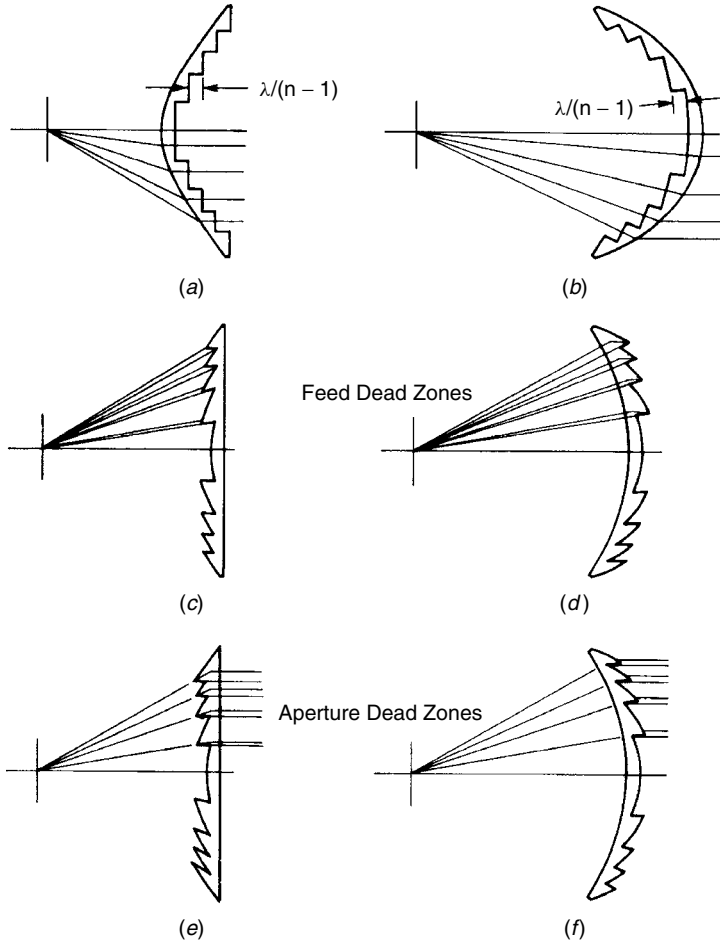 λ/(n − 1)
λ/(n − 1)
(a)
(b)
Feed Dead Zones
(c)
(d)
Aperture Dead Zones
(e)
(f)